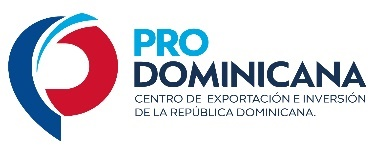 PRO
DOMINICANA
CENTRO DE EXPORTACIÓN E INVERSIÓN
DE LA REPÚBLICA DOMINICANA.